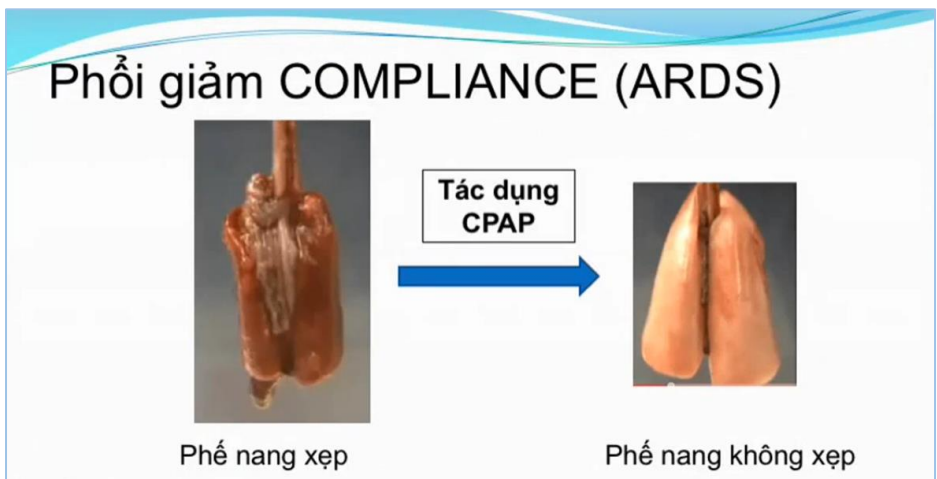 Phổi giảm COMPLIANCE (ARDS)
Tác dụng
CPAP
Phế nang xẹp
Phế nang không xẹp